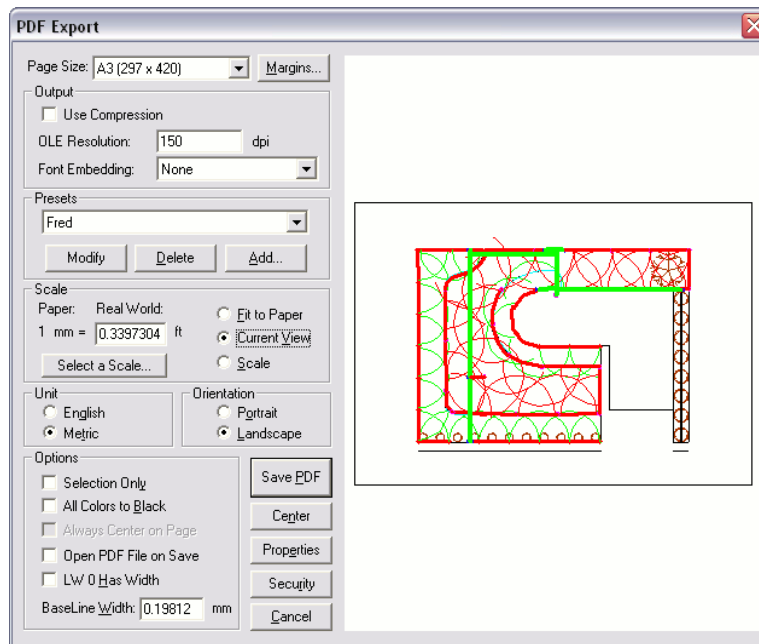 PDF Export
Page Size: A3 (297 x 420) Margins...
Output
Use Compression
OLE Resolution: 150 dpi
Font Embedding: None
Presets
Fred
Modify Delete Add...
Scale
Paper: Real World:
1 mm = 0.3397304 ft
Select a Scale...
Fit to Paper
Current View
Scale
Unit
English
Metric
Orientation
Portrait
Landscape
Options
Selection Only
All Colors to Black
Always Center on Page
Open PDF File on Save
LW 0 Has Width
BaseLine Width: 0.19812 mm
Save PDF
Center
Properties
Security
Cancel